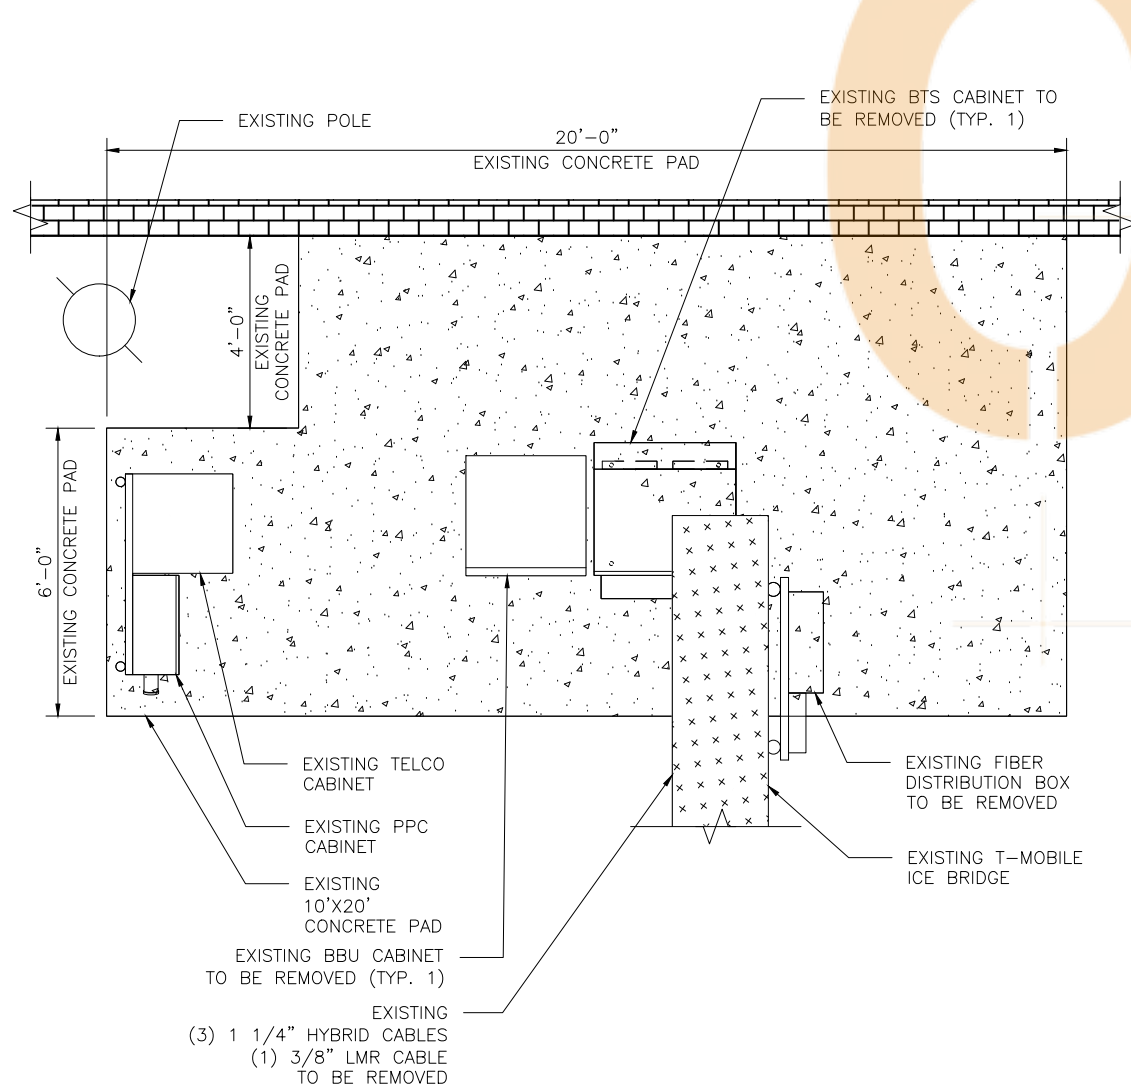 EXISTING BTS CABINET TO
BE REMOVED (TYP. 1)
EXISTING POLE
20'-0"
EXISTING CONCRETE PAD
4'-0"
EXISTING
CONCRETE PAD
6'-0"
EXISTING CONCRETE PAD
EXISTING TELCO
CABINET
EXISTING PPC
CABINET
EXISTING
10'X20'
CONCRETE PAD
EXISTING BBU CABINET
TO BE REMOVED (TYP. 1)
EXISTING
(3) 1 1/4" HYBRID CABLES
(1) 3/8" LMR CABLE
TO BE REMOVED
EXISTING FIBER
DISTRIBUTION BOX
TO BE REMOVED
EXISTING T-MOBILE
ICE BRIDGE